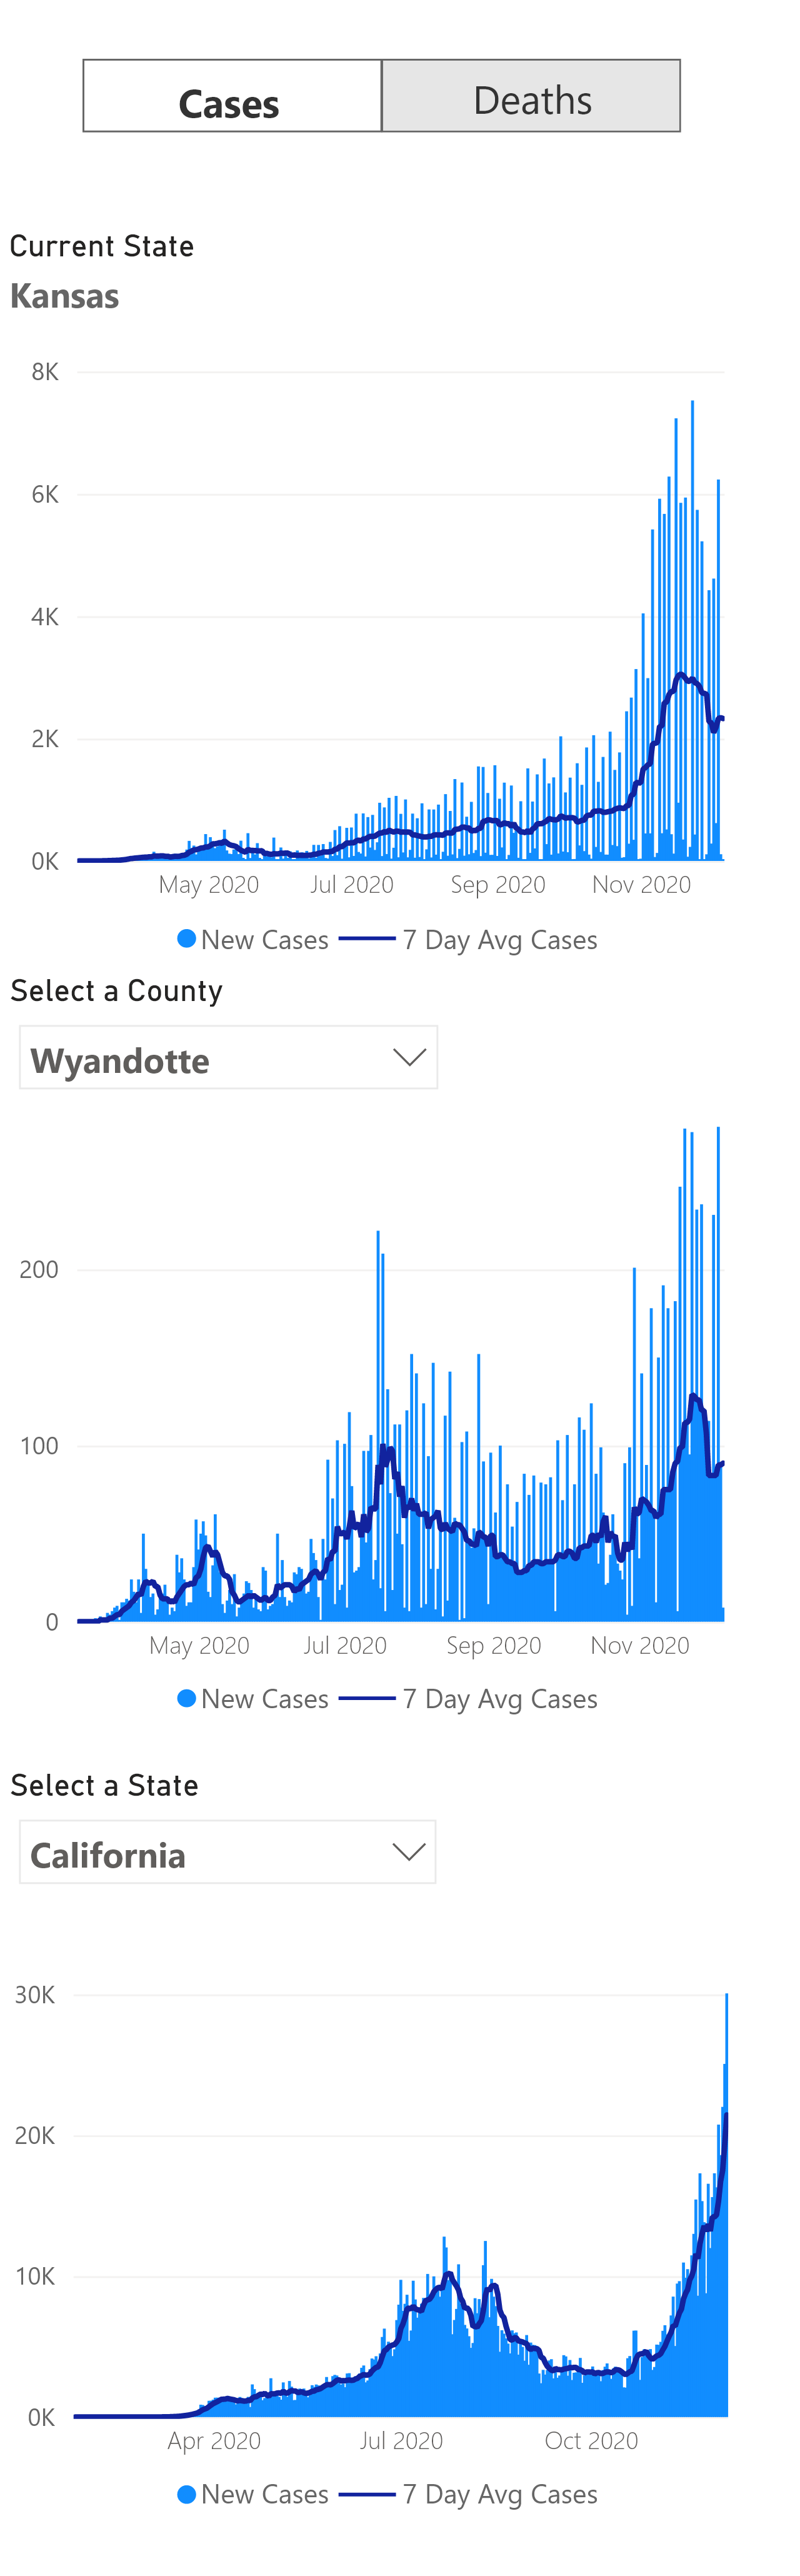 Cases Deaths
Current State
Kansas
8K
6K
4K
2K
0K
May 2020 Jul 2020 Sep 2020 Nov 2020
New Cases 7 Day Avg Cases
Select a County
Wyandotte
200
100
0
May 2020 Jul 2020 Sep 2020 Nov 2020
New Cases 7 Day Avg Cases
Select a State
California
30K
20K
10K
0K
Apr 2020 Jul 2020 Oct 2020
New Cases 7 Day Avg Cases